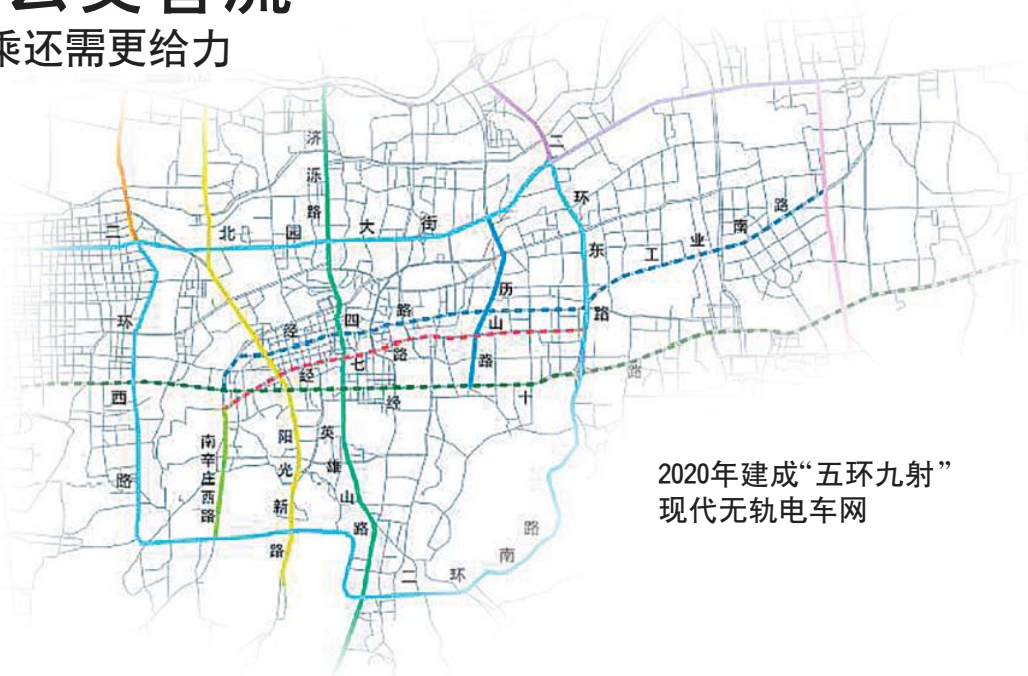 乘还需更给力
济泺路
北园大街
二环东路
工业南路
历山路
经四路
经七路
经十路
二环西路
南辛庄西路
阳光新路
英雄山路
二环南路
2020年建成“五环九射”
现代无轨电车网